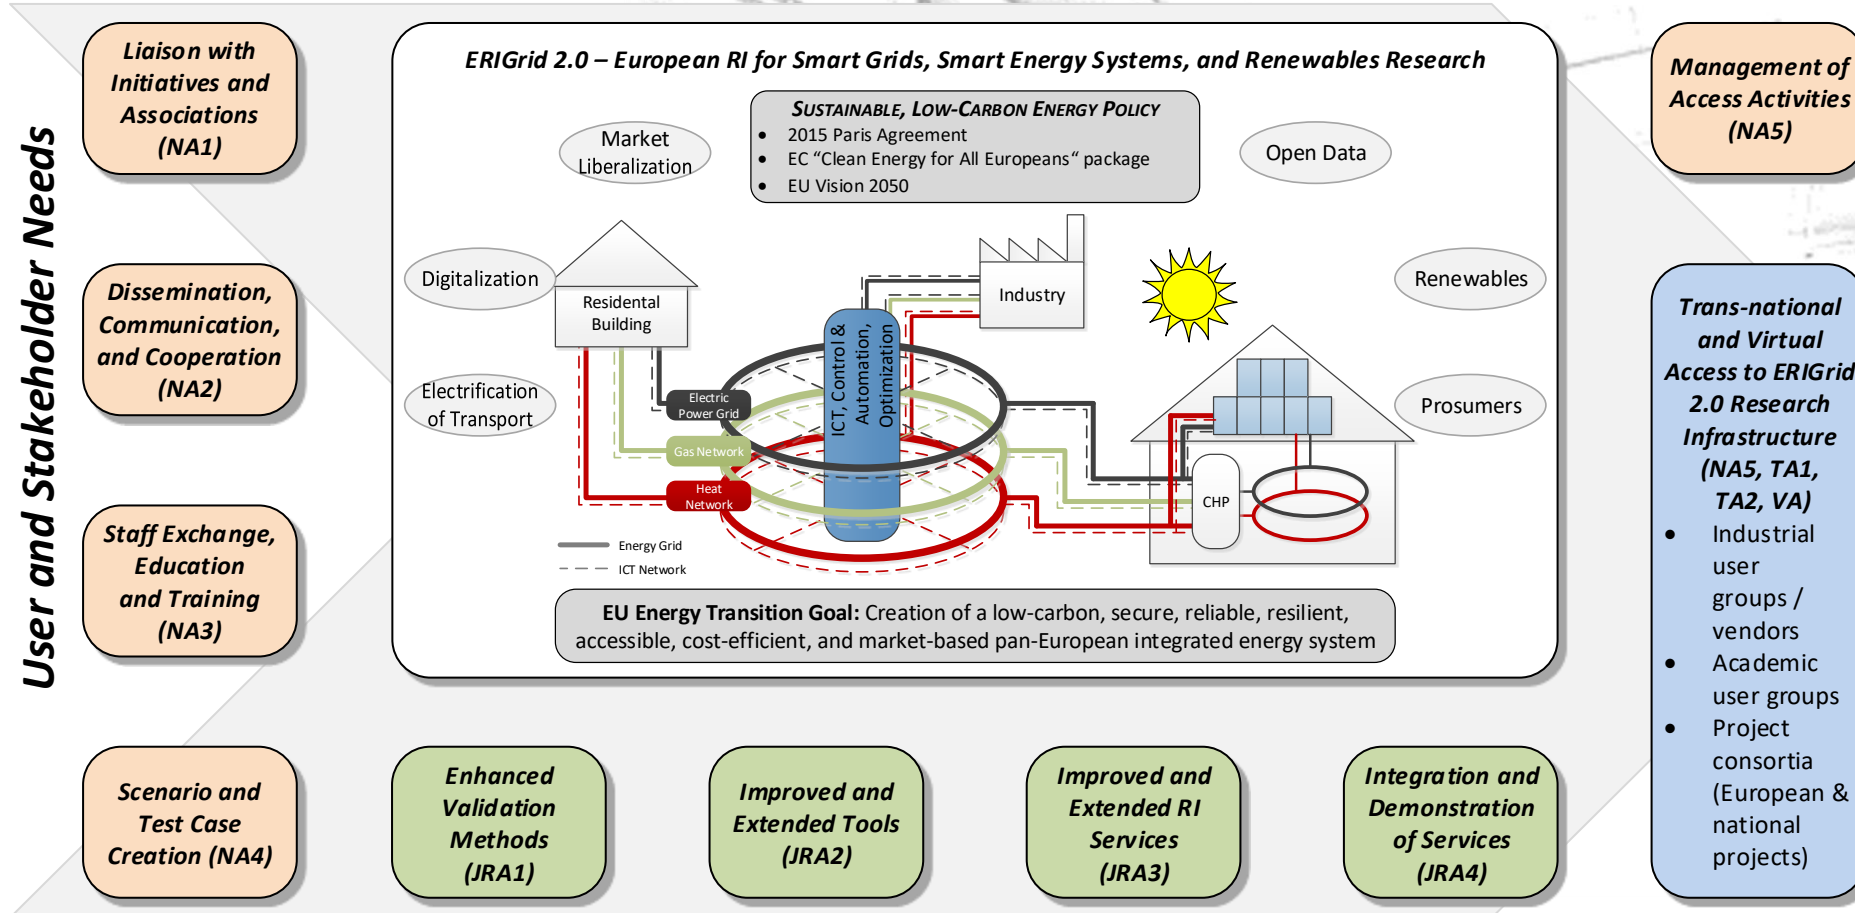 User and Stakeholder Needs
Liaison with
Initiatives and
Associations
(NA1)
Dissemination,
Communication,
and Cooperation
(NA2)
Staff Exchange,
Education
and Training
(NA3)
Scenario and
Test Case
Creation (NA4)
ERIGrid 2.0 – European RI for Smart Grids, Smart Energy Systems, and Renewables Research
SUSTAINABLE, LOW-CARBON ENERGY POLICY
• 2015 Paris Agreement
• EC “Clean Energy for All Europeans“ package
• EU Vision 2050
Market
Liberalization
Open Data
Digitalization
Renewables
Electrification
of Transport
Prosumers
Residental
Building
Industry
ICT, Control &
Automation,
Optimization
Electric
Power Grid
Gas Network
Heat
Network
CHP
Energy Grid
ICT Network
EU Energy Transition Goal: Creation of a low-carbon, secure, reliable, resilient,
accessible, cost-efficient, and market-based pan-European integrated energy system
Enhanced
Validation
Methods
(JRA1)
Improved and
Extended Tools
(JRA2)
Improved and
Extended RI
Services
(JRA3)
Integration and
Demonstration
of Services
(JRA4)
Management of
Access Activities
(NA5)
Trans-national
and Virtual
Access to ERIGrid
2.0 Research
Infrastructure
(NA5, TA1,
TA2, VA)
• Industrial
user
groups /
vendors
• Academic
user groups
• Project
consortia
(European &
national
projects)